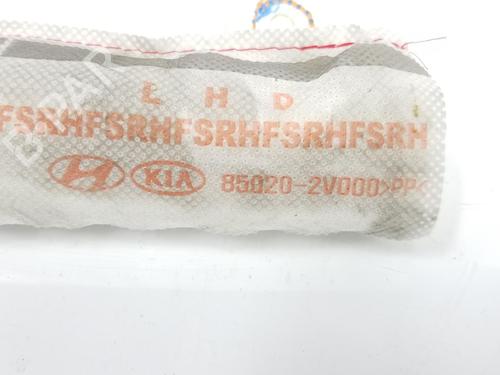 L H D
FSRHFSRHFSRHFSRHFSRH
KIA 85020-2V000>PP<